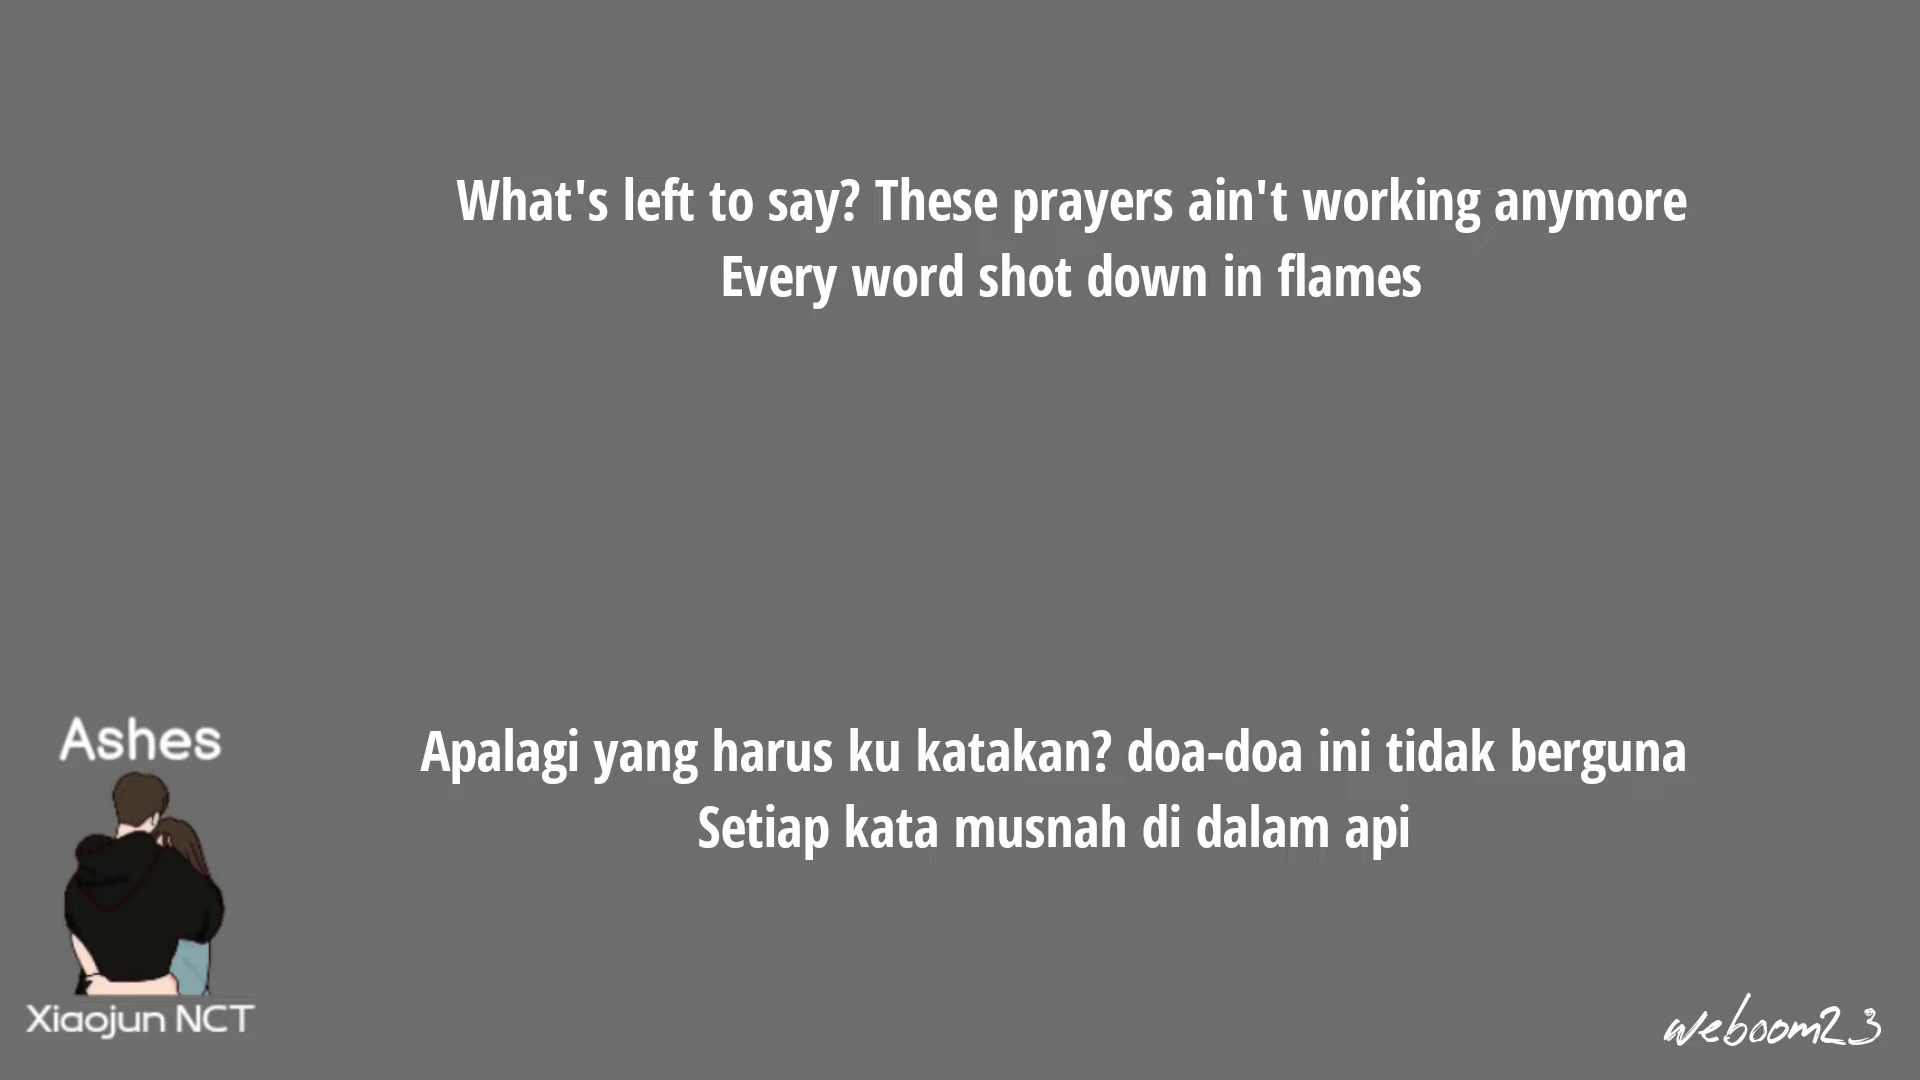 What's left to say? These prayers ain't working anymore
Every word shot down in flames
Apalagi yang harus ku katakan? doa-doa ini tidak berguna
Setiap kata musnah di dalam api
Ashes
Xiaojun NCT
weboom23